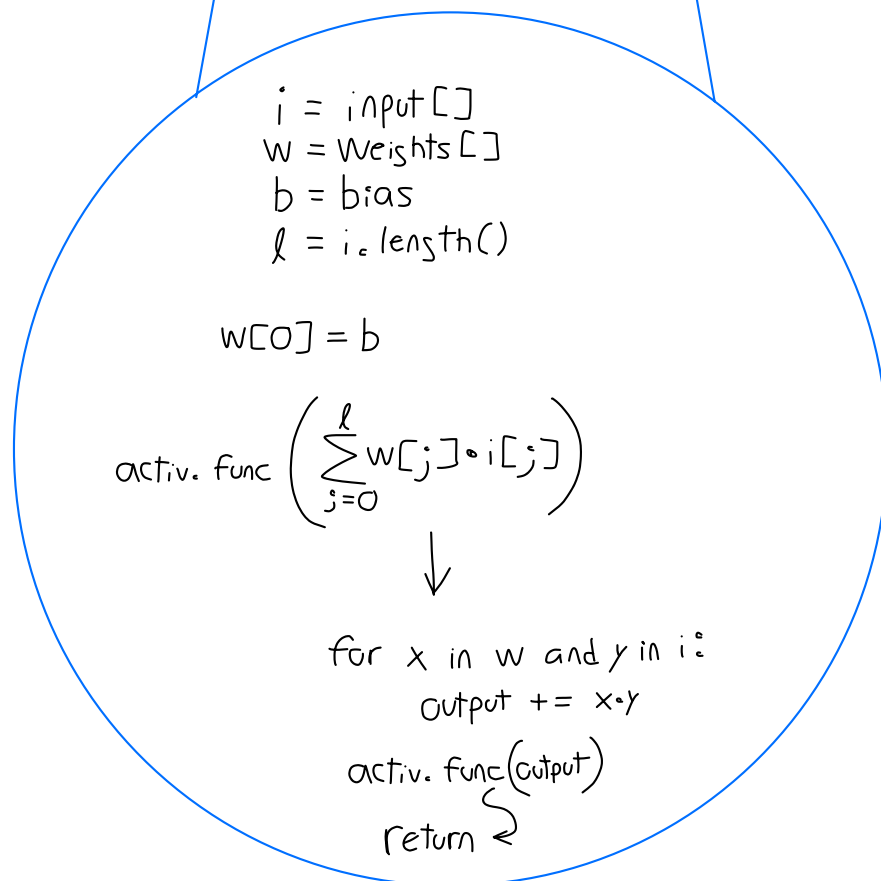 i = input[]
w = weights[]
b = bias
l = i.length()
w[0] = b
activ. func (∑ j=0 l w[j]•i[j])
for x in w and y in i:
output += x•y
activ. func(output)
return